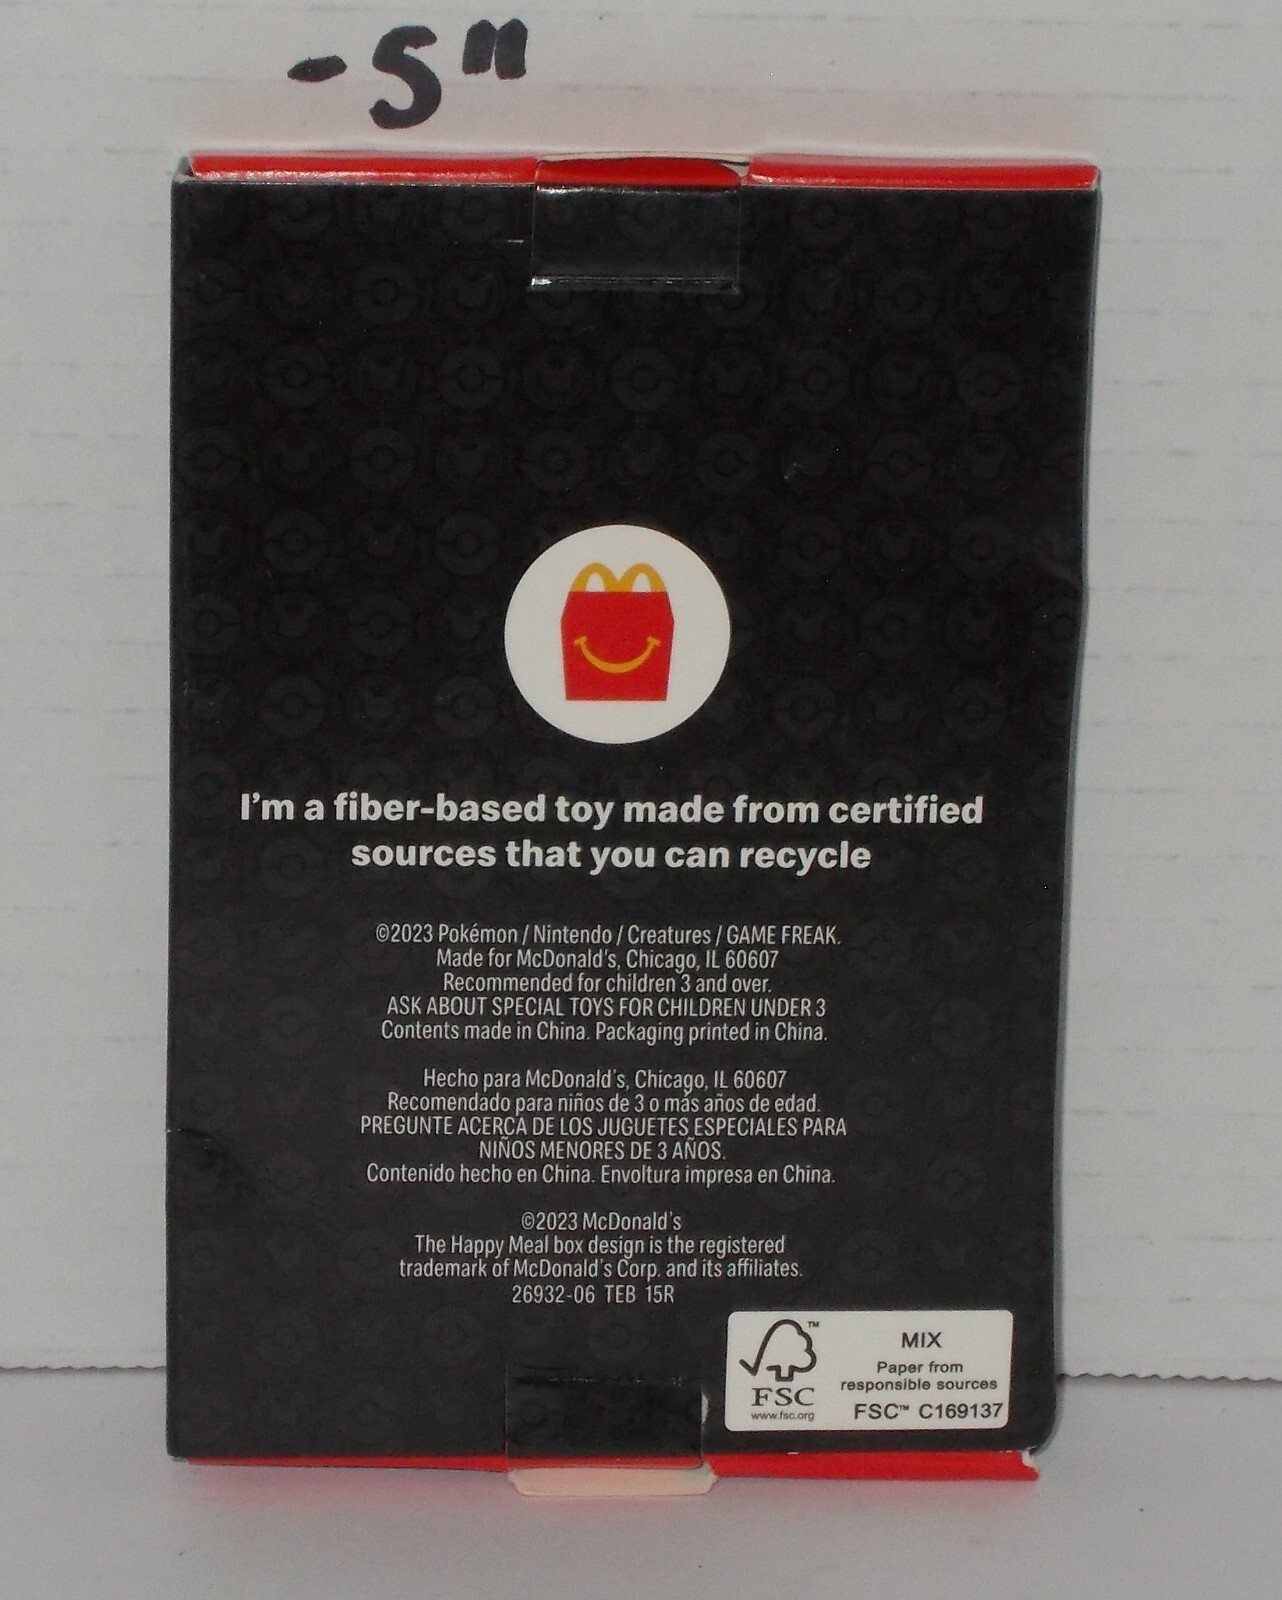 -5"
I'm a fiber-based toy made from certified
sources that you can recycle
©2023 Pokémon / Nintendo / Creatures / GAME FREAK.
Made for McDonald's, Chicago, IL 60607
Recommended for children 3 and over.
ASK ABOUT SPECIAL TOYS FOR CHILDREN UNDER 3
Contents made in China. Packaging printed in China.
Hecho para McDonald's, Chicago, IL 60607
Recomendado para niños de 3 o más años de edad.
PREGUNTE ACERCA DE LOS JUGUETES ESPECIALES PARA
NIÑOS MENORES DE 3 AÑOS.
Contenido hecho en China. Envoltura impresa en China.
©2023 McDonald's
The Happy Meal box design is the registered
trademark of McDonald's Corp. and its affiliates.
26932-06 TEB 15R
™
FSC
www.fsc.org
MIX
Paper from
responsible sources
FSC™ C169137